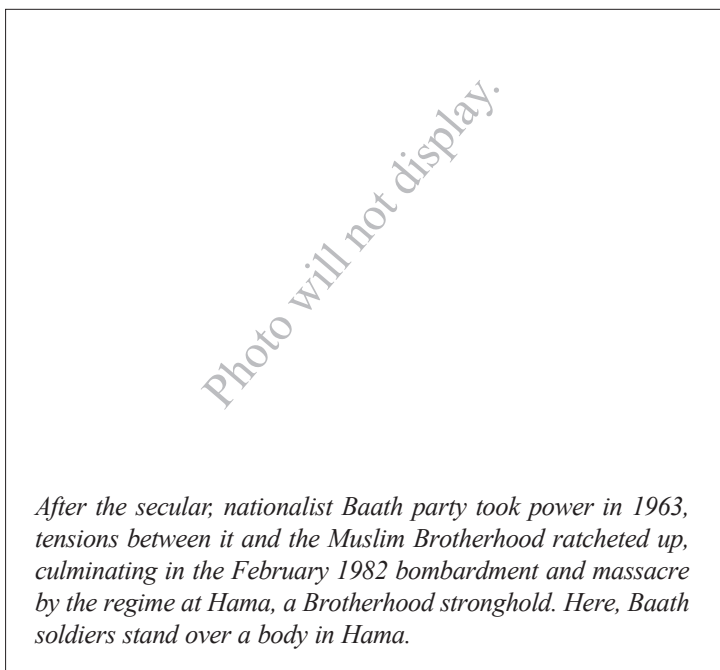 Photo will not display.
After the secular, nationalist Baath party took power in 1963,
tensions between it and the Muslim Brotherhood ratcheted up,
culminating in the February 1982 bombardment and massacre
by the regime at Hama, a Brotherhood stronghold. Here, Baath
soldiers stand over a body in Hama.